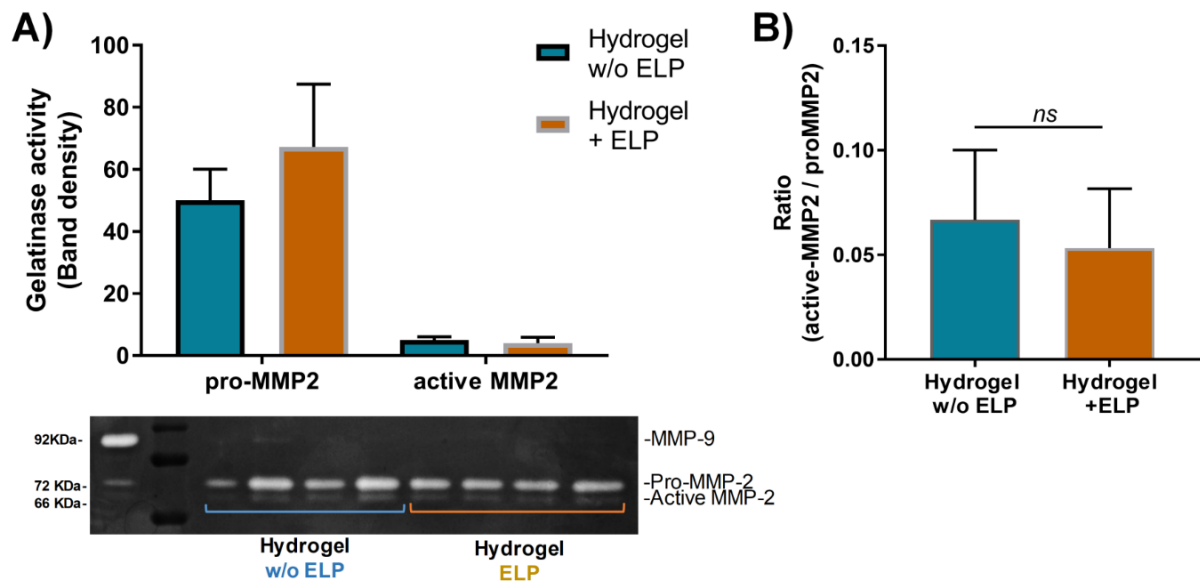 A)
Gelatinase activity
(Band density)
100
80
60
40
20
0
Hydrogel
w/o ELP
Hydrogel
+ ELP
pro-MMP2
active MMP2
92KDa-
72 KDa-
66 KDa-
-MMP-9
-Pro-MMP-2
-Active MMP-2
Hydrogel
w/o ELP
Hydrogel
ELP
B)
Ratio
(active-MMP2 / proMMP2)
0.15
0.10
0.05
0.00
ns
Hydrogel
w/o ELP
Hydrogel
+ELP